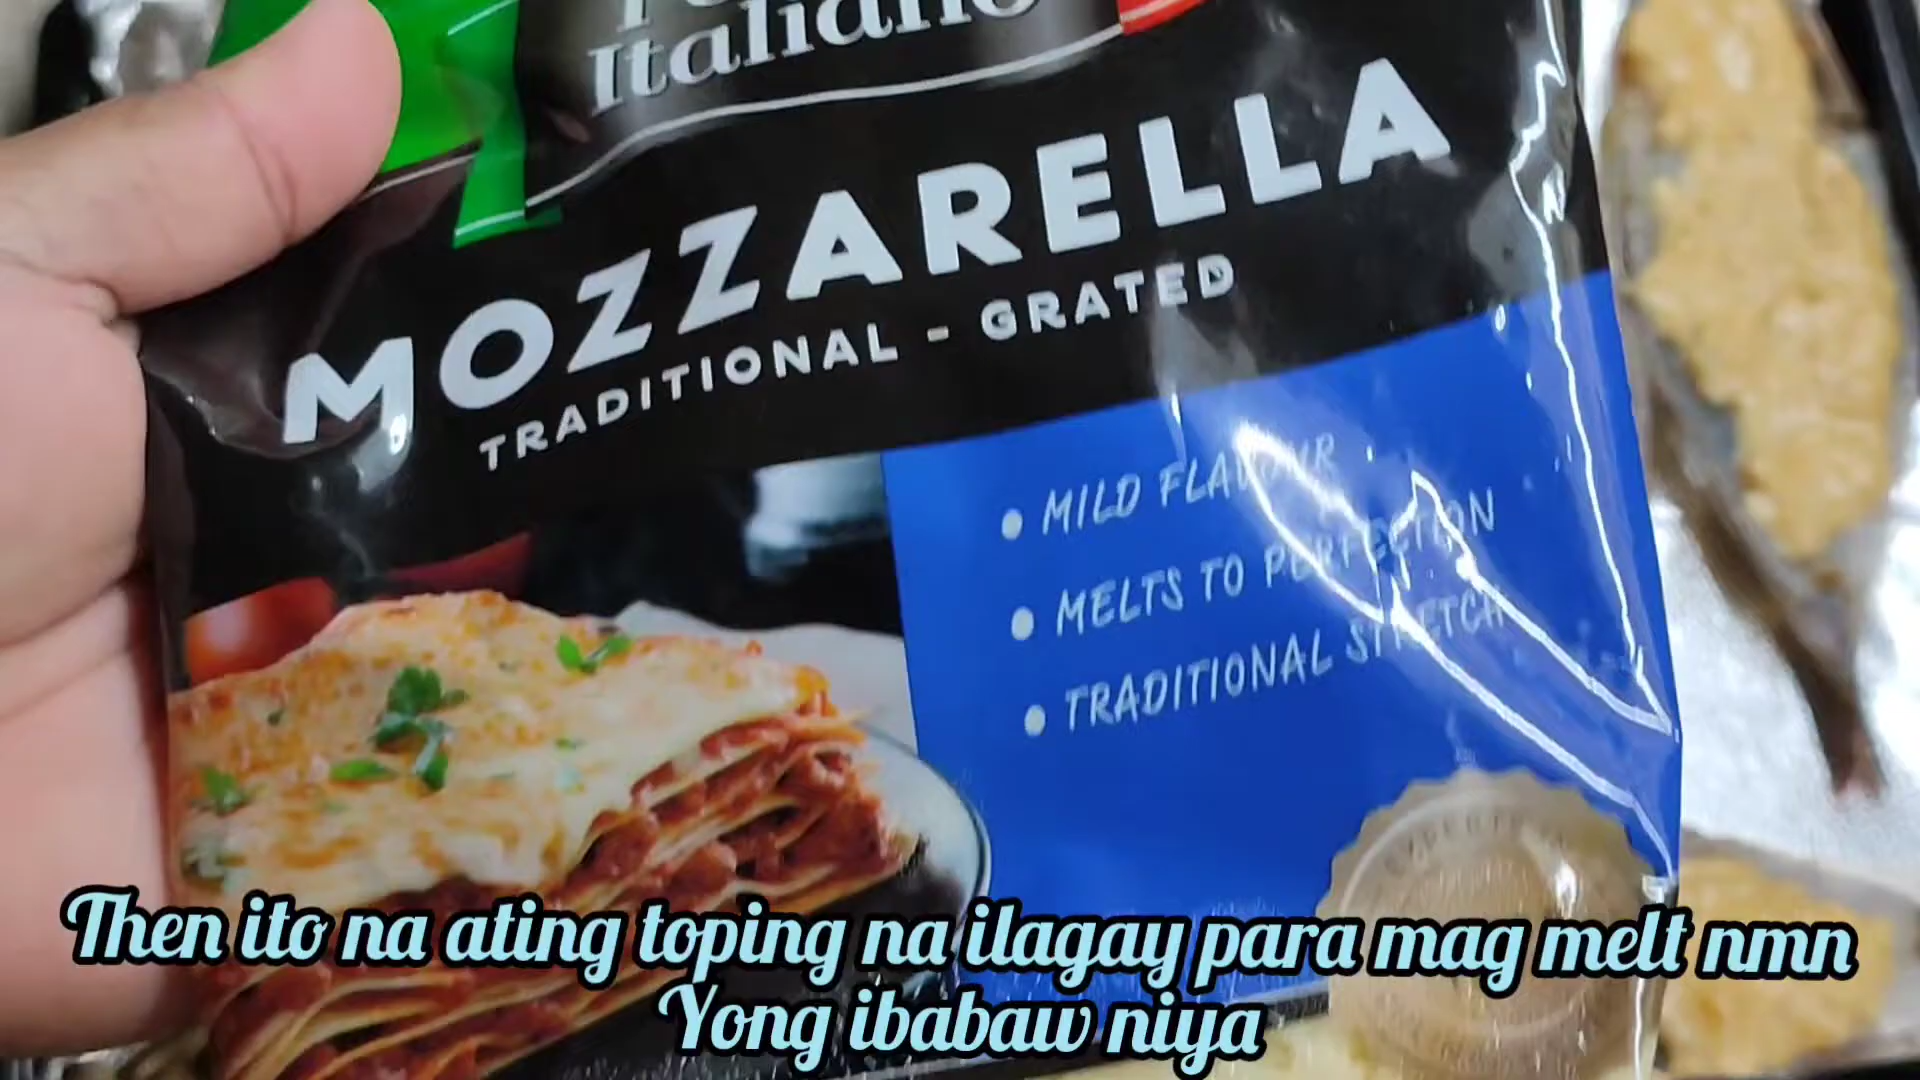 Italiano
MOZZARELLA
TRADITIONAL - GRATED
• MILD FLAVOUR
• MELTS TO PERFECTION
• TRADITIONAL STRETCH
Then ito na ating toping na ilagay para mag melt nmn
Yong ibabaw niya